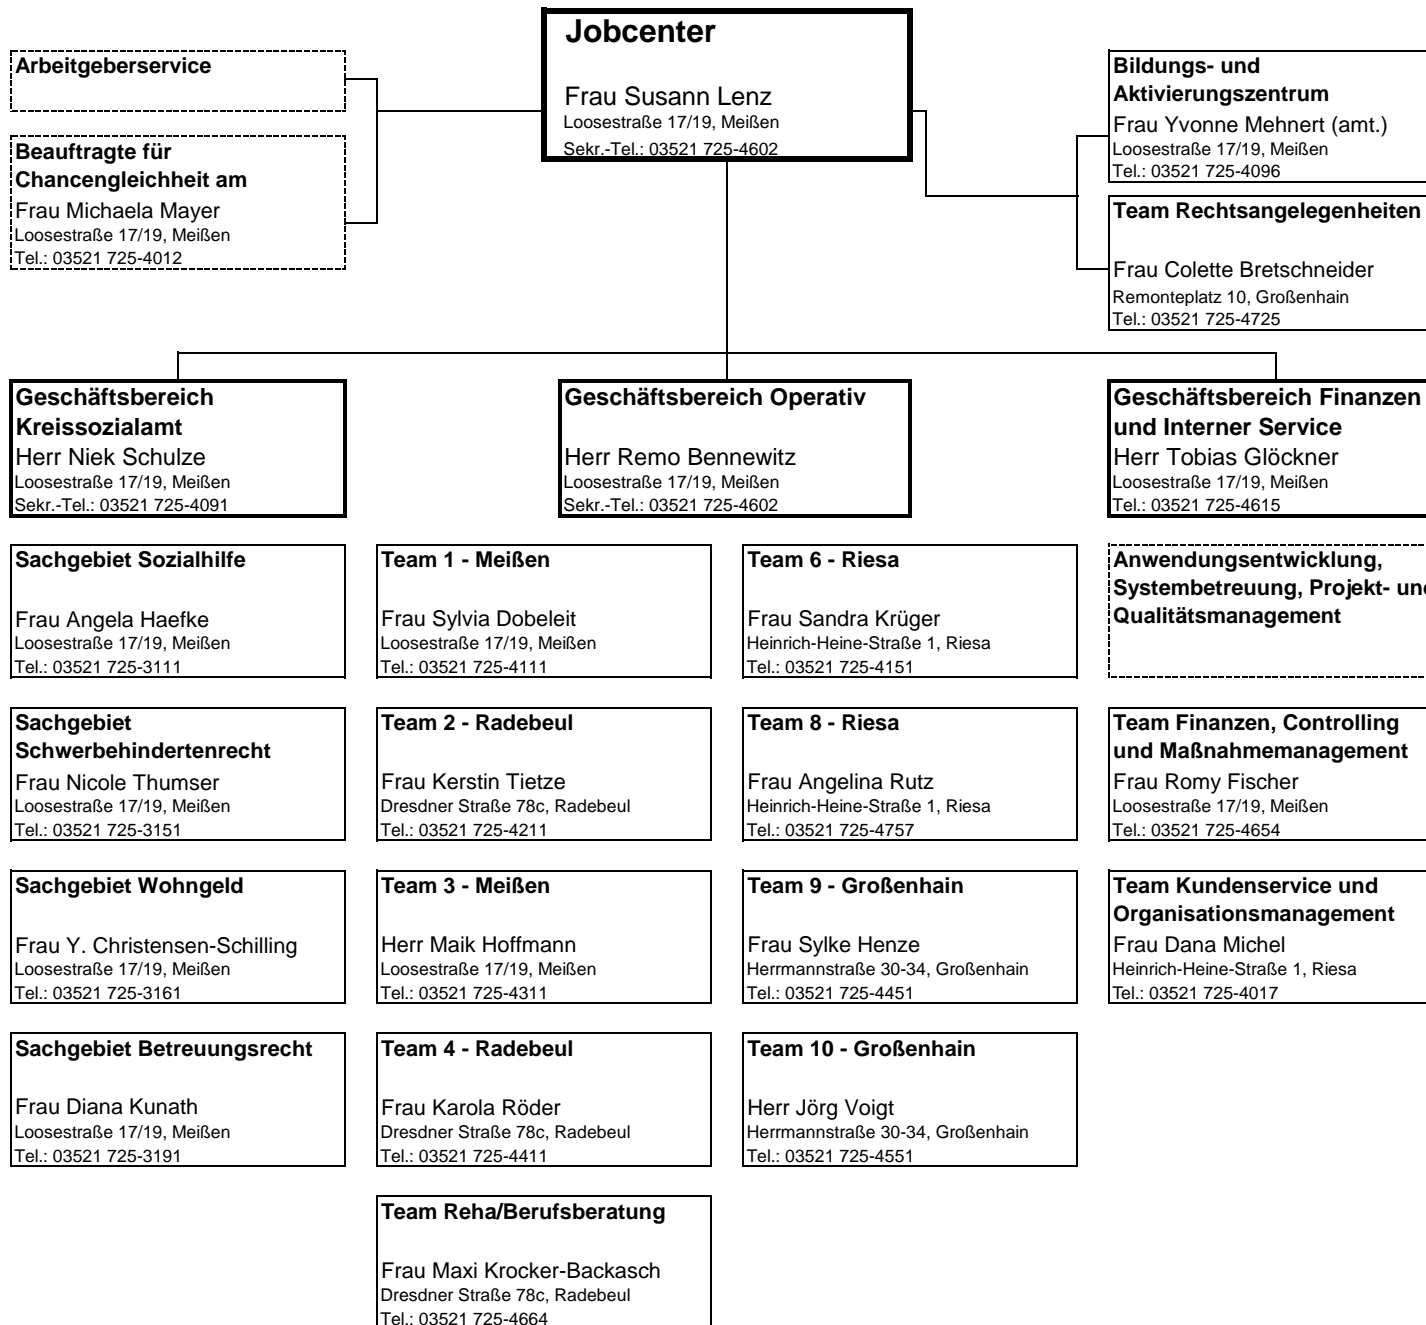 Jobcenter
Frau Susann Lenz
Loosestraße 17/19, Meißen
Sekr.-Tel.: 03521 725-4602
Arbeitgeberservice
Beauftragte für
Chancengleichheit am
Frau Michaela Mayer
Loosestraße 17/19, Meißen
Tel.: 03521 725-4012
Bildungs- und
Aktivierungszentrum
Frau Yvonne Mehnert (amt.)
Loosestraße 17/19, Meißen
Tel.: 03521 725-4096
Team Rechtsangelegenheiten
Frau Colette Bretschneider
Remonteplatz 10, Großenhain
Tel.: 03521 725-4725
Geschäftsbereich
Kreissozialamt
Herr Niek Schulze
Loosestraße 17/19, Meißen
Sekr.-Tel.: 03521 725-4091
Geschäftsbereich Operativ
Herr Remo Bennewitz
Loosestraße 17/19, Meißen
Sekr.-Tel.: 03521 725-4602
Geschäftsbereich Finanzen
und Interner Service
Herr Tobias Glöckner
Loosestraße 17/19, Meißen
Tel.: 03521 725-4615
Sachgebiet Sozialhilfe
Frau Angela Haefke
Loosestraße 17/19, Meißen
Tel.: 03521 725-3111
Team 1 - Meißen
Frau Sylvia Dobeleit
Loosestraße 17/19, Meißen
Tel.: 03521 725-4111
Team 6 - Riesa
Frau Sandra Krüger
Heinrich-Heine-Straße 1, Riesa
Tel.: 03521 725-4151
Anwendungsentwicklung,
Systembetreuung, Projekt-
Qualitätsmanagement
Sachgebiet
Schwerbehindertenrecht
Frau Nicole Thumser
Loosestraße 17/19, Meißen
Tel.: 03521 725-3151
Team 2 - Radebeul
Frau Kerstin Tietze
Dresdner Straße 78c, Radebeul
Tel.: 03521 725-4211
Team 8 - Riesa
Frau Angelina Rutz
Heinrich-Heine-Straße 1, Riesa
Tel.: 03521 725-4757
Team Finanzen, Controlling
und Maßnahmemanagement
Frau Romy Fischer
Loosestraße 17/19, Meißen
Tel.: 03521 725-4654
Sachgebiet Wohngeld
Frau Y. Christensen-Schilling
Loosestraße 17/19, Meißen
Tel.: 03521 725-3161
Team 3 - Meißen
Herr Maik Hoffmann
Loosestraße 17/19, Meißen
Tel.: 03521 725-4311
Team 9 - Großenhain
Frau Sylke Henze
Herrmannstraße 30-34, Großenhain
Tel.: 03521 725-4451
Team Kundenservice und
Organisationsmanagement
Frau Dana Michel
Heinrich-Heine-Straße 1, Riesa
Tel.: 03521 725-4017
Sachgebiet Betreuungsrecht
Frau Diana Kunath
Loosestraße 17/19, Meißen
Tel.: 03521 725-3191
Team 4 - Radebeul
Frau Karola Röder
Dresdner Straße 78c, Radebeul
Tel.: 03521 725-4411
Team 10 - Großenhain
Herr Jörg Voigt
Herrmannstraße 30-34, Großenhain
Tel.: 03521 725-4551
Team Reha/Berufsberatung
Frau Maxi Krocker-Backasch
Dresdner Straße 78c, Radebeul
Tel.: 03521 725-4664